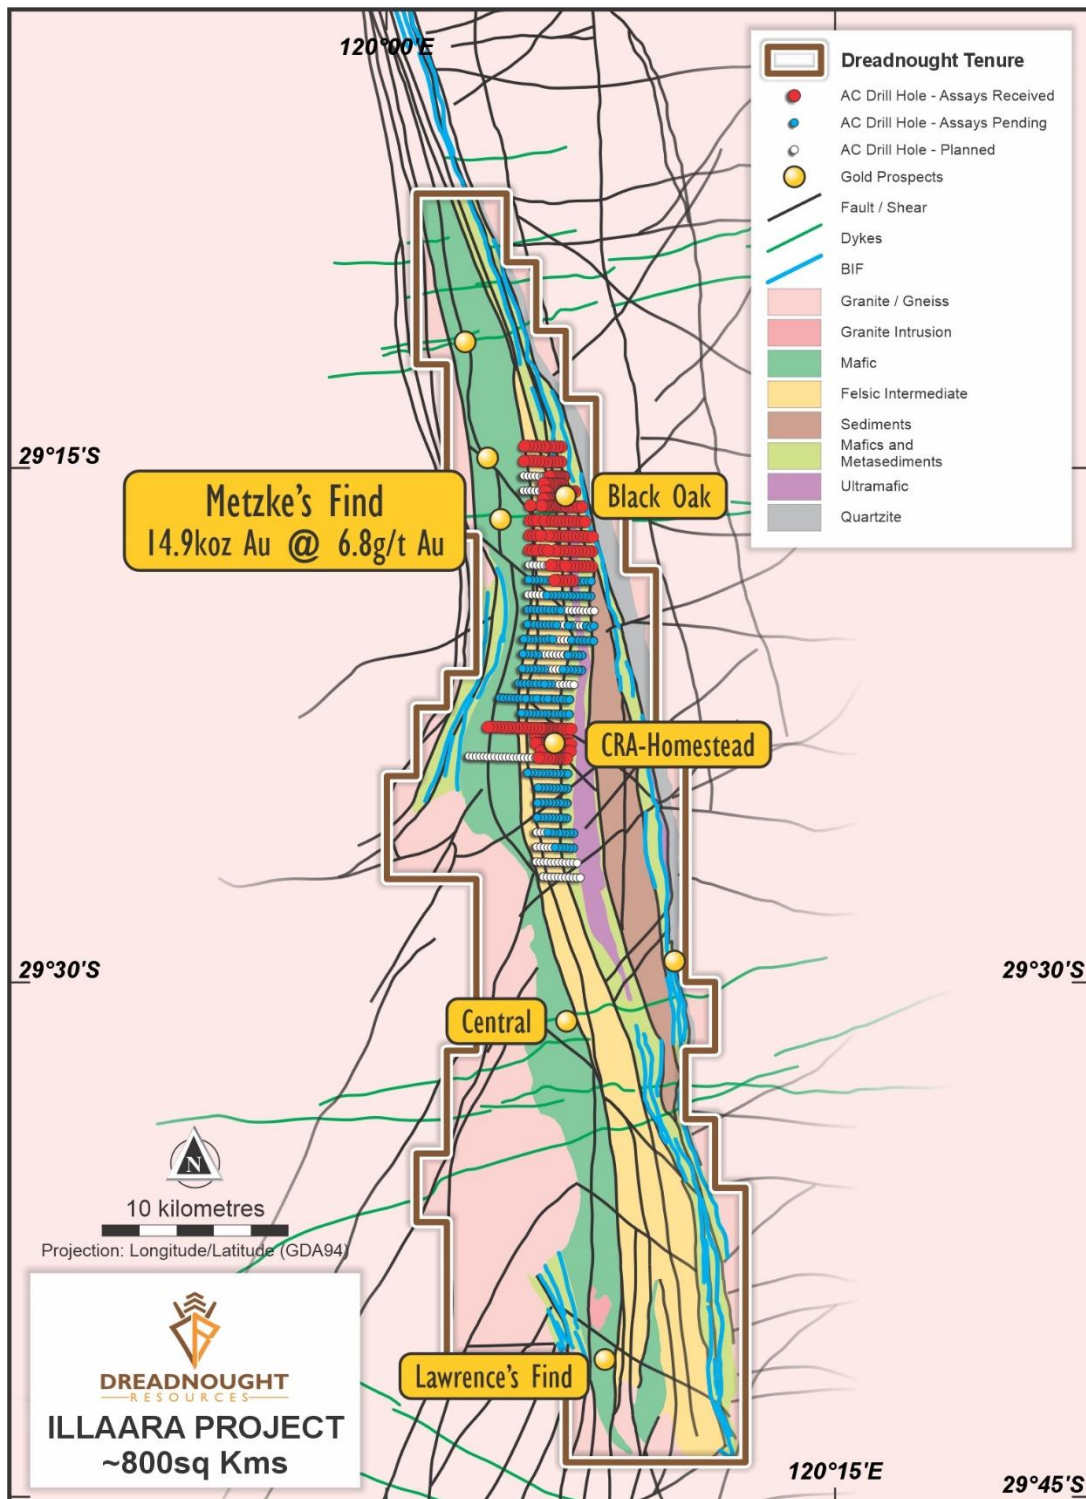 120°00'E
Dreadnought Tenure
AC Drill Hole - Assays Received
AC Drill Hole - Assays Pending
AC Drill Hole - Planned
Gold Prospects
Fault / Shear
Dykes
BIF
Granite / Gneiss
Granite Intrusion
Mafic
Felsic Intermediate
Sediments
Mafics and
Metasediments
Ultramafic
Quartzite
29°15'S
Metzke's Find
14.9koz Au @ 6.8g/t Au
Black Oak
CRA-Homestead
29°30'S
29°30'S
Central
N
10 kilometres
Projection: Longitude/Latitude (GDA94)
DREADNOUGHT
RESOURCES
ILLAARA PROJECT
~800sq Kms
Lawrence's Find
120°15'E
29°45'S